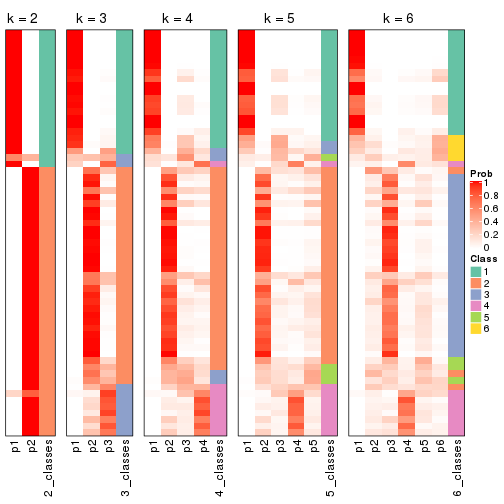 k = 2
k = 3
k = 4
k = 5
k = 6
p1
p2
2_classes
p1
p2
p3
3_classes
p1
p2
p3
p4
4_classes
p1
p2
p3
p4
p5
5_classes
p1
p2
p3
p4
p5
p6
6_classes
Prob
1
0.8
0.6
0.4
0.2
0
Class
1
2
3
4
5
6